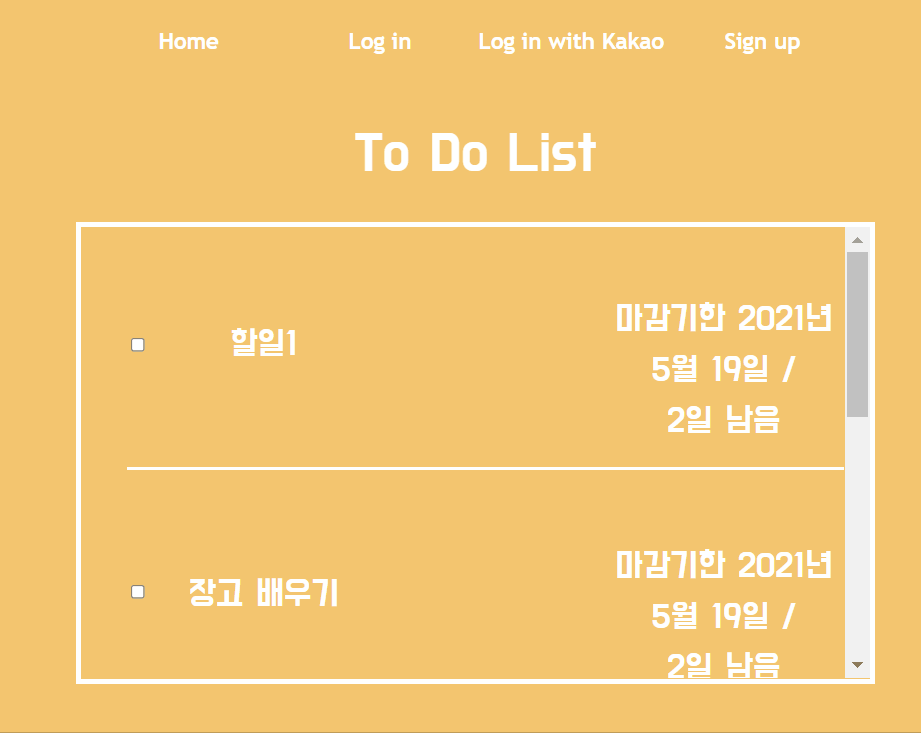 Home Log in Log in with Kakao Sign up
To Do List
할일1
마감기한 2021년
5월 19일 /
2일 남음
장고 배우기
마감기한 2021년
5월 19일 /
2일 남음